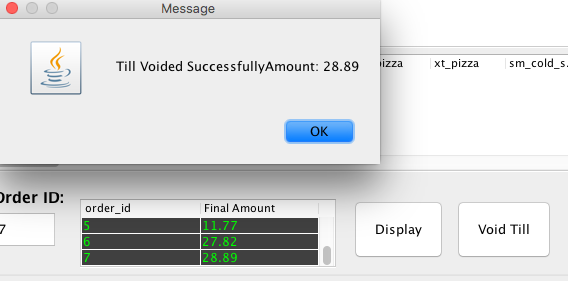 Message
Till Voided SuccessfullyAmount: 28.89
OK
pizza xt_pizza sm_cold_s.
Order ID:
7
order_id Final Amount
5 11.77
6 27.82
7 28.89
Display
Void Till